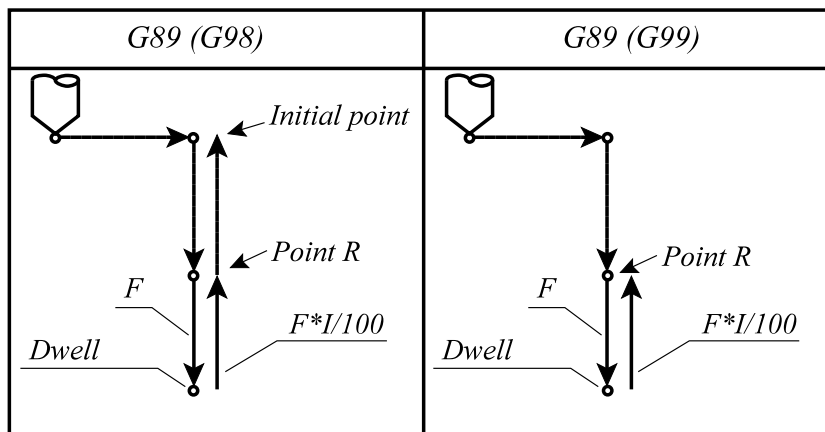 G89 (G98)
Initial point
Point R
F
F*I/100
Dwell
G89 (G99)
Point R
F
F*I/100
Dwell